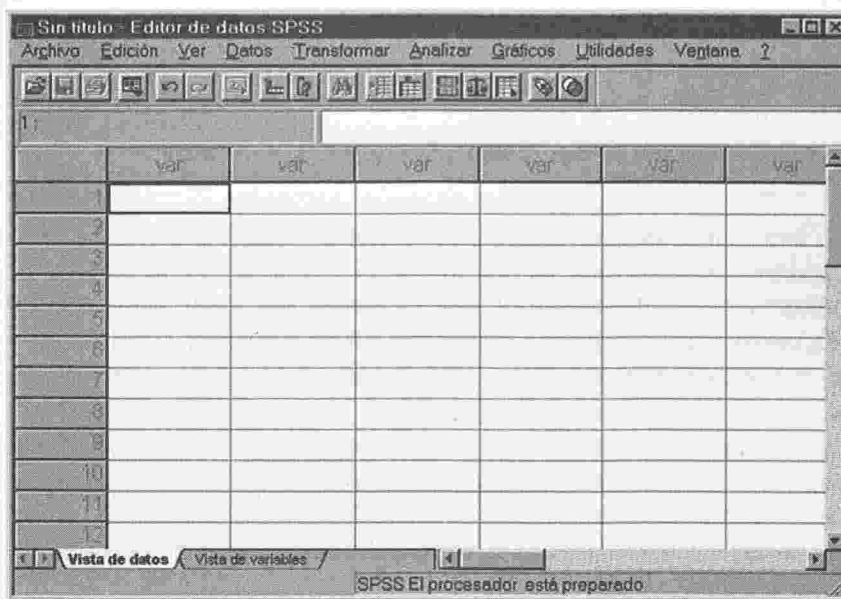 Sin título - Editor de datos SPSS
Archivo Edición Ver Datos Transformar Analizar Gráficos Utilidades Ventana ?
1 :
var var var var var var
1
2
3
4
5
6
7
8
9
10
11
12
Vista de datos Vista de variables
SPSS El procesador está preparado